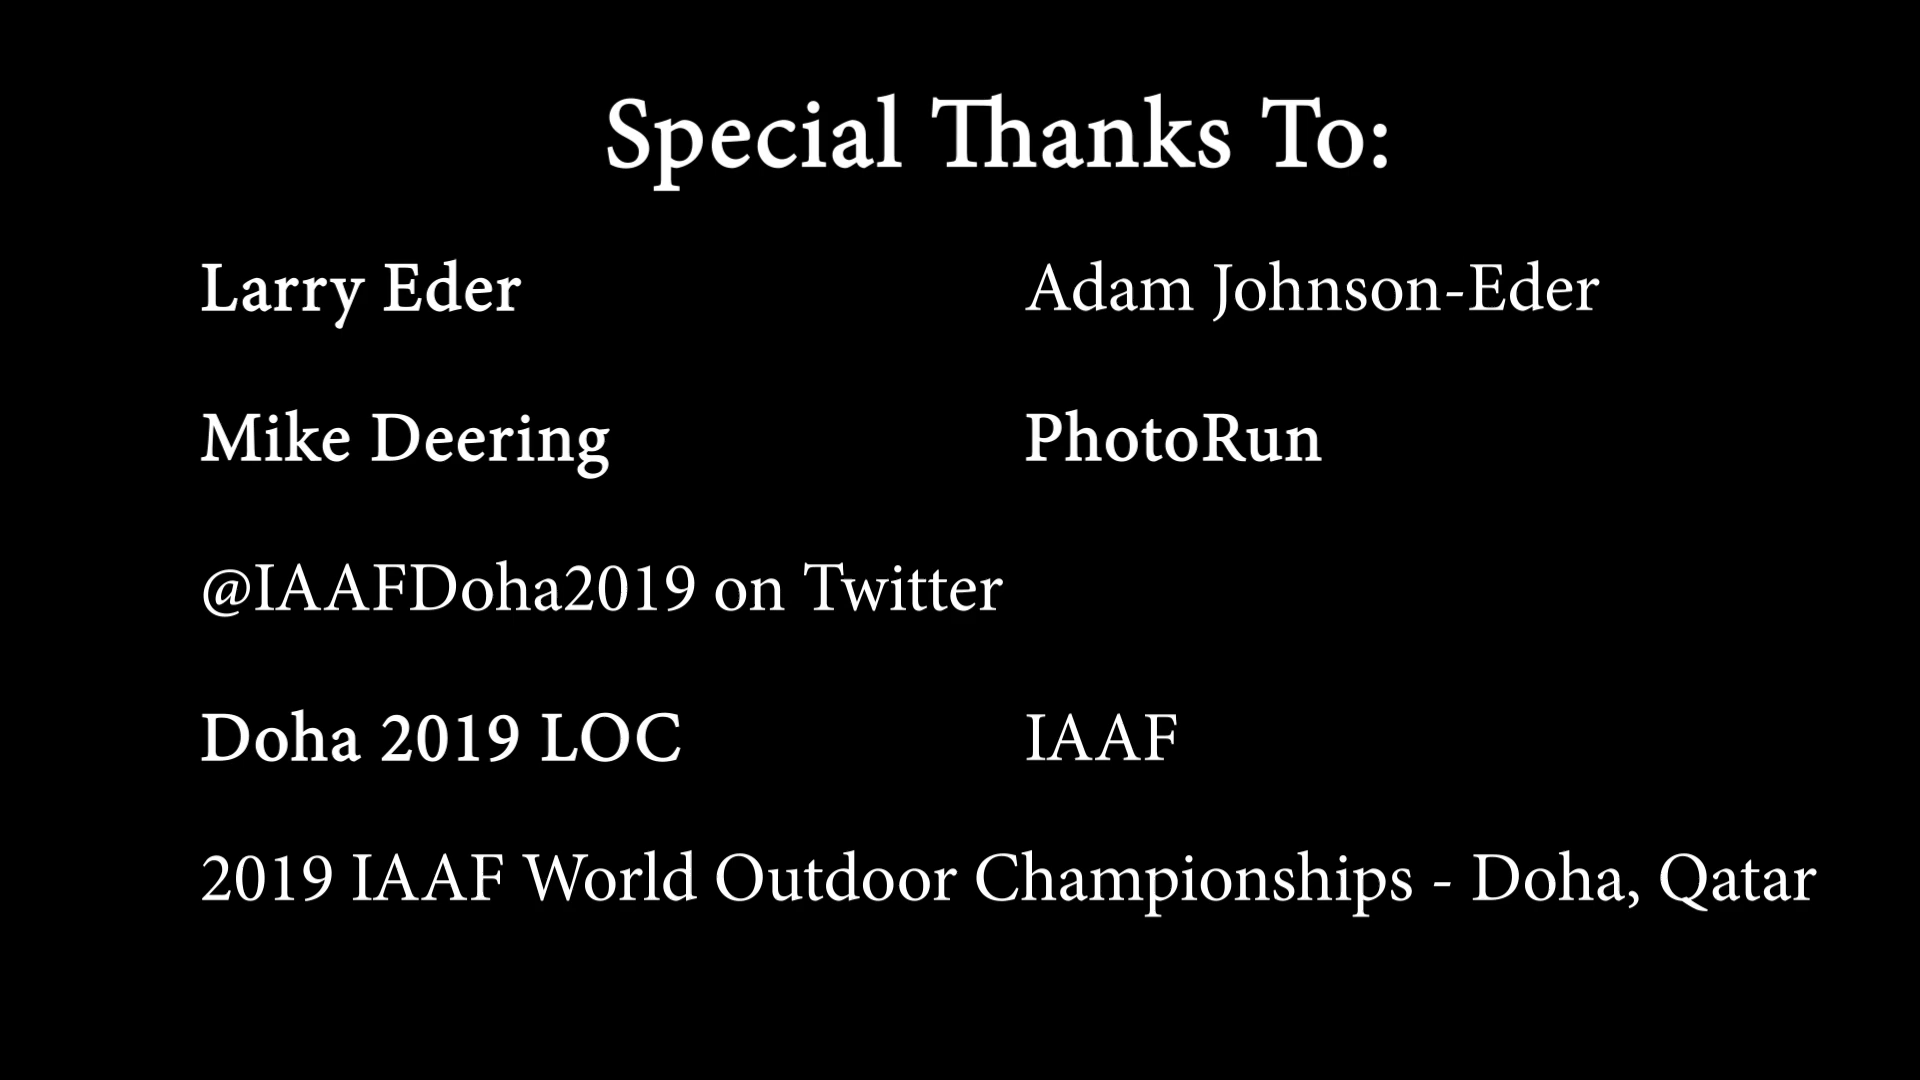 Special Thanks To:
Larry Eder Adam Johnson-Eder
Mike Deering PhotoRun
@IAAFDoha2019 on Twitter
Doha 2019 LOC IAAF
2019 IAAF World Outdoor Championships - Doha, Qatar